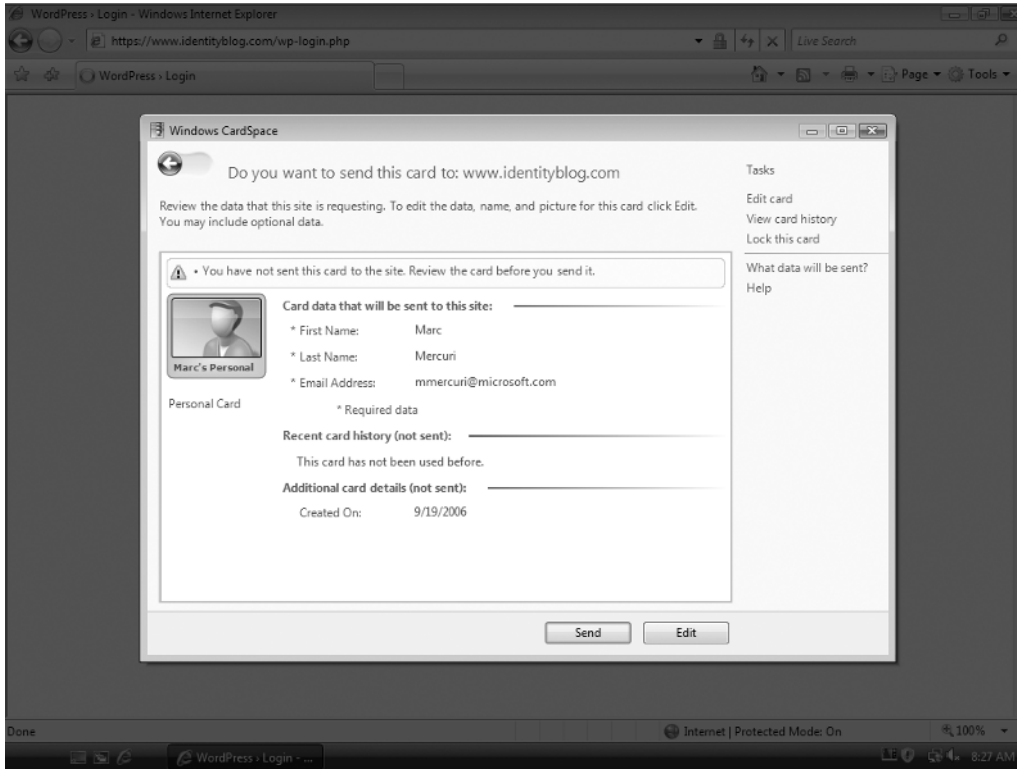 WordPress › Login - Windows Internet Explorer
https://www.identityblog.com/wp-login.php
Live Search
WordPress › Login
Page
Tools
Windows CardSpace
Do you want to send this card to: www.identityblog.com
Review the data that this site is requesting. To edit the data, name, and picture for this card click Edit.
You may include optional data.
• You have not sent this card to the site. Review the card before you send it.
Card data that will be sent to this site:
* First Name: Marc
* Last Name: Mercuri
* Email Address: mmercuri@microsoft.com
* Required data
Marc's Personal
Personal Card
Recent card history (not sent):
This card has not been used before.
Additional card details (not sent):
Created On: 9/19/2006
Send
Edit
Tasks
Edit card
View card history
Lock this card
What data will be sent?
Help
Done
Internet | Protected Mode: On
100%
WordPress › Login - ...
8:27 AM